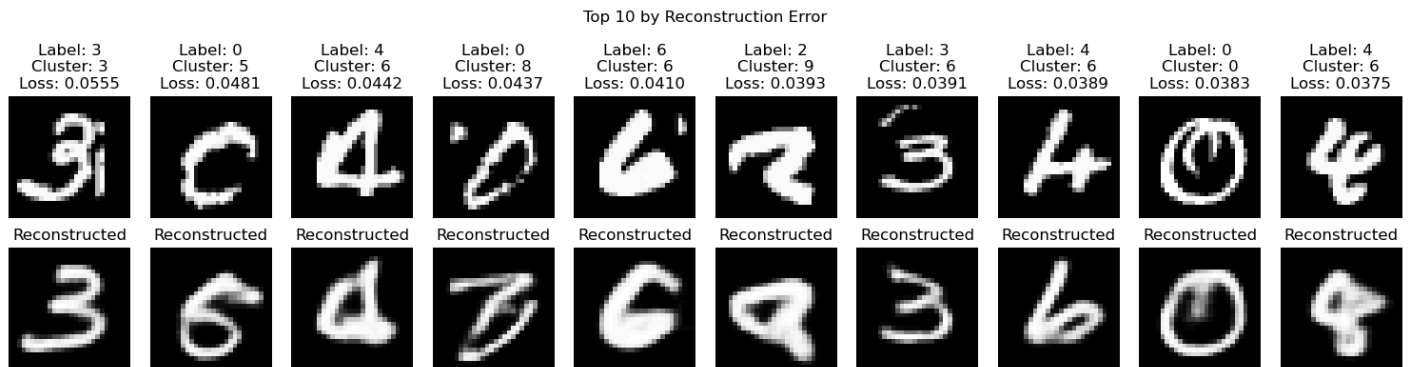 Top 10 by Reconstruction Error
Label: 3 Label: 0 Label: 4 Label: 0 Label: 6 Label: 2 Label: 3 Label: 4 Label: 0 Label: 4
Cluster: 3 Cluster: 5 Cluster: 6 Cluster: 8 Cluster: 6 Cluster: 9 Cluster: 6 Cluster: 6 Cluster: 0 Cluster: 6
Loss: 0.0555 Loss: 0.0481 Loss: 0.0442 Loss: 0.0437 Loss: 0.0410 Loss: 0.0393 Loss: 0.0391 Loss: 0.0389 Loss: 0.0383 Loss: 0.0375
Reconstructed Reconstructed Reconstructed Reconstructed Reconstructed Reconstructed Reconstructed Reconstructed Reconstructed Reconstructed